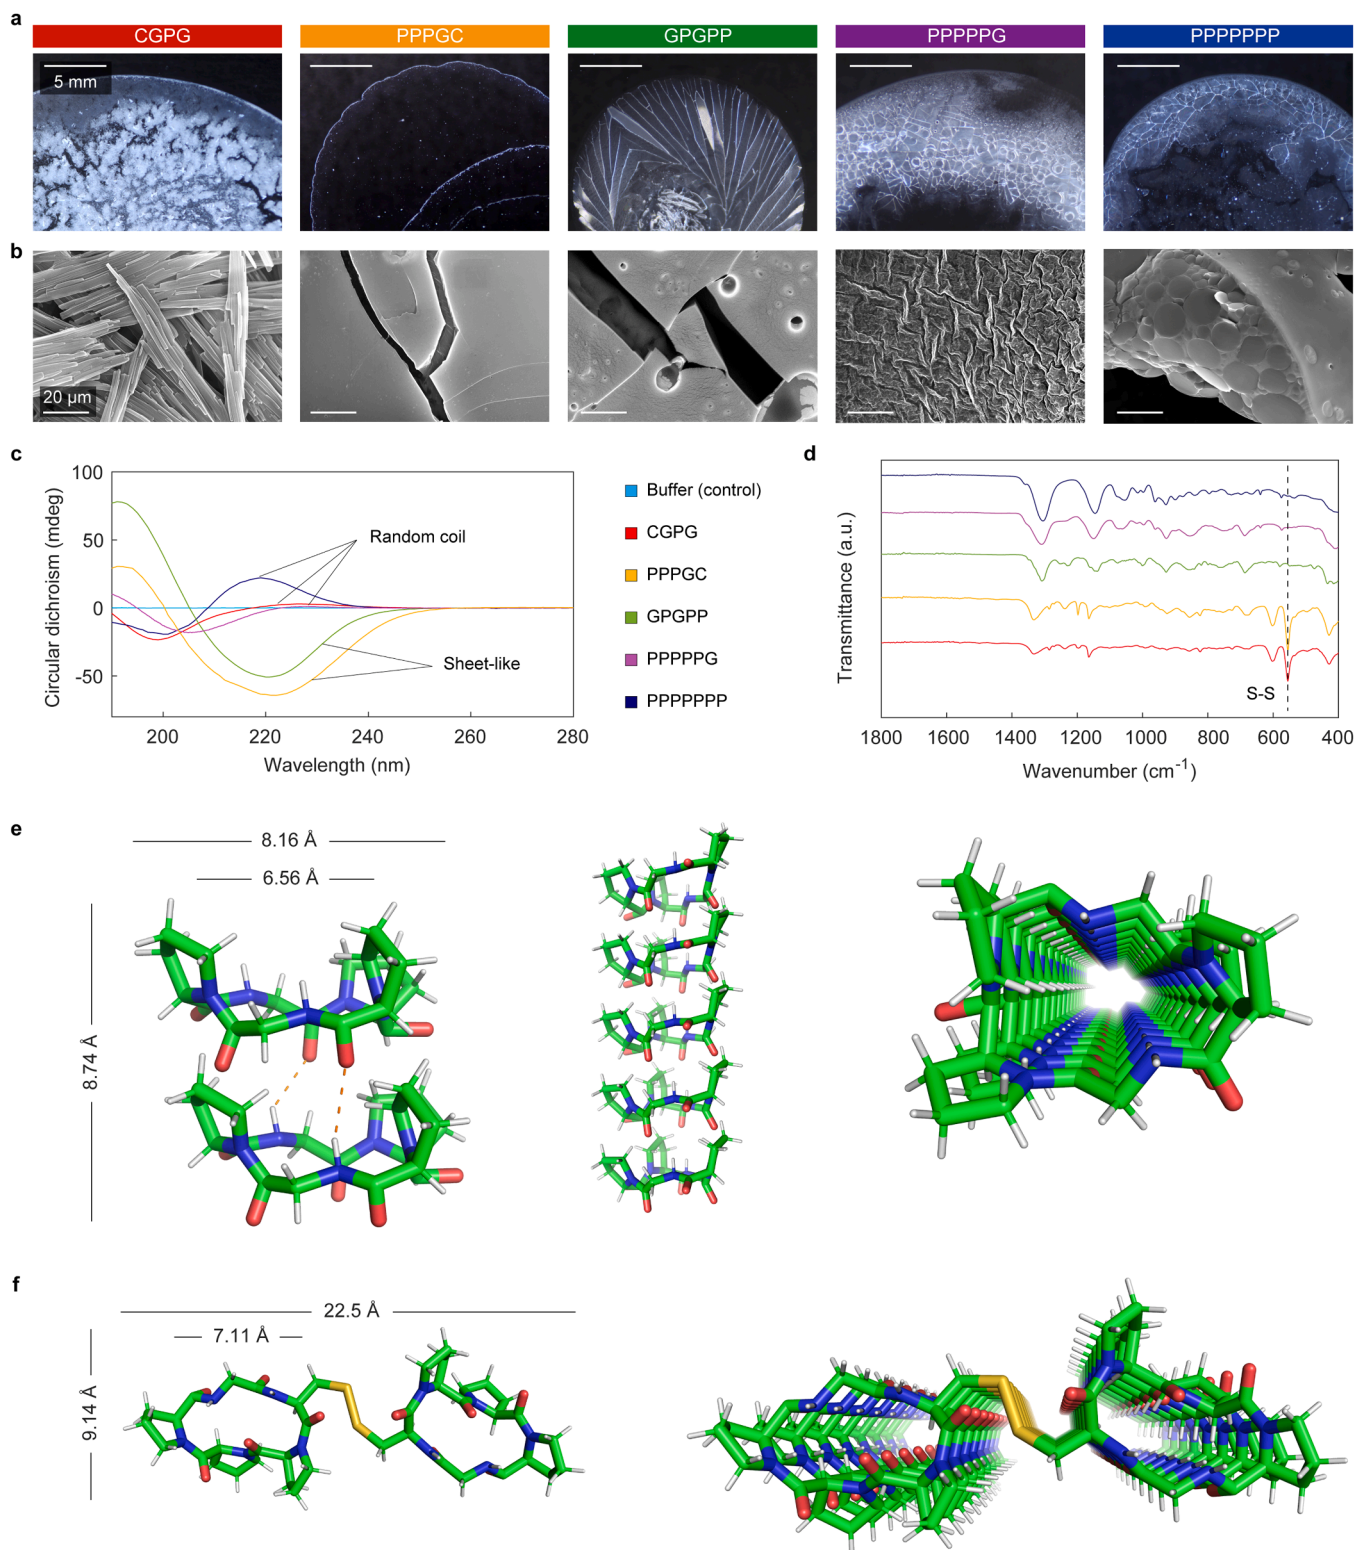 a
CGPG
PPPGC
GPGPP
PPPPPG
PPPPPPP
5 mm
b
20 µm
c
Circular dichroism (mdeg)
100
50
0
-50
Random coil
Sheet-like
200
220
240
260
280
Wavelength (nm)
Buffer (control)
CGPG
PPPGC
GPGPP
PPPPPG
PPPPPPP
d
Transmittance (a.u.)
S-S
1800
1600
1400
1200
1000
800
600
400
Wavenumber (cm-1)
e
8.16 Å
6.56 Å
8.74 Å
f
22.5 Å
7.11 Å
9.14 Å